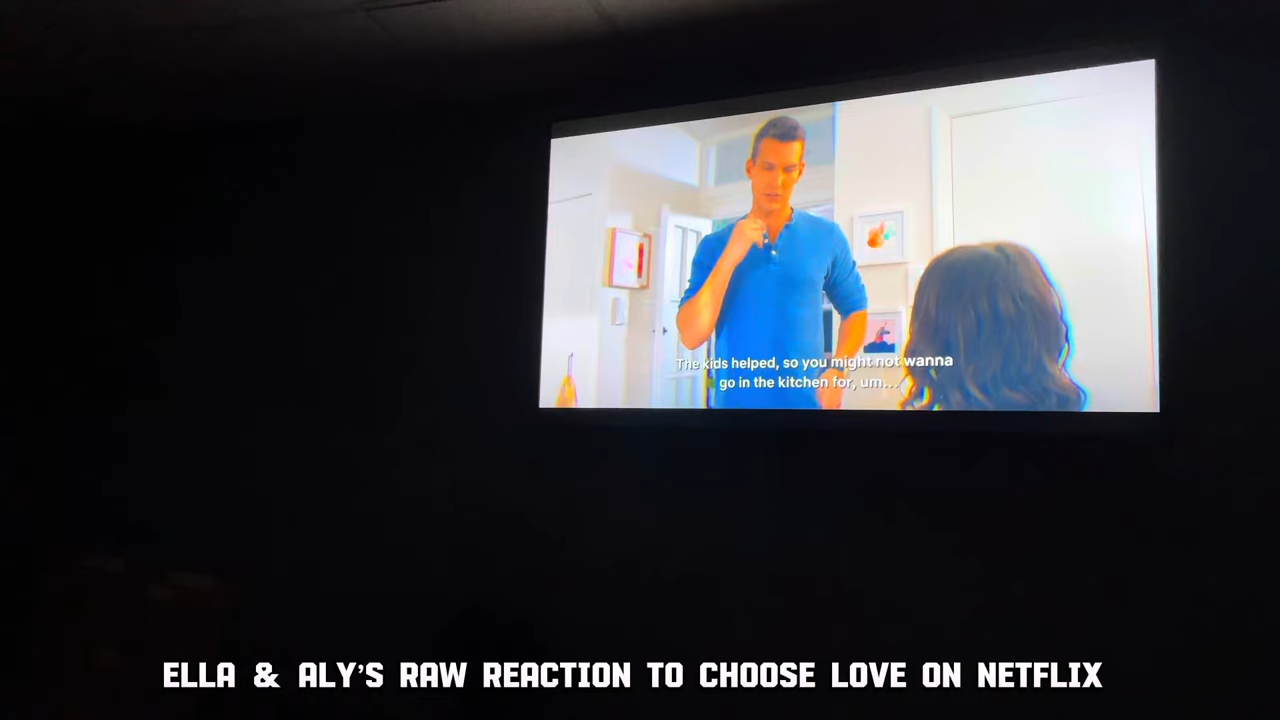 The kids helped, so you might not wanna
go in the kitchen for, um...
ELLA & ALY'S RAW REACTION TO CHOOSE LOVE ON NETFLIX